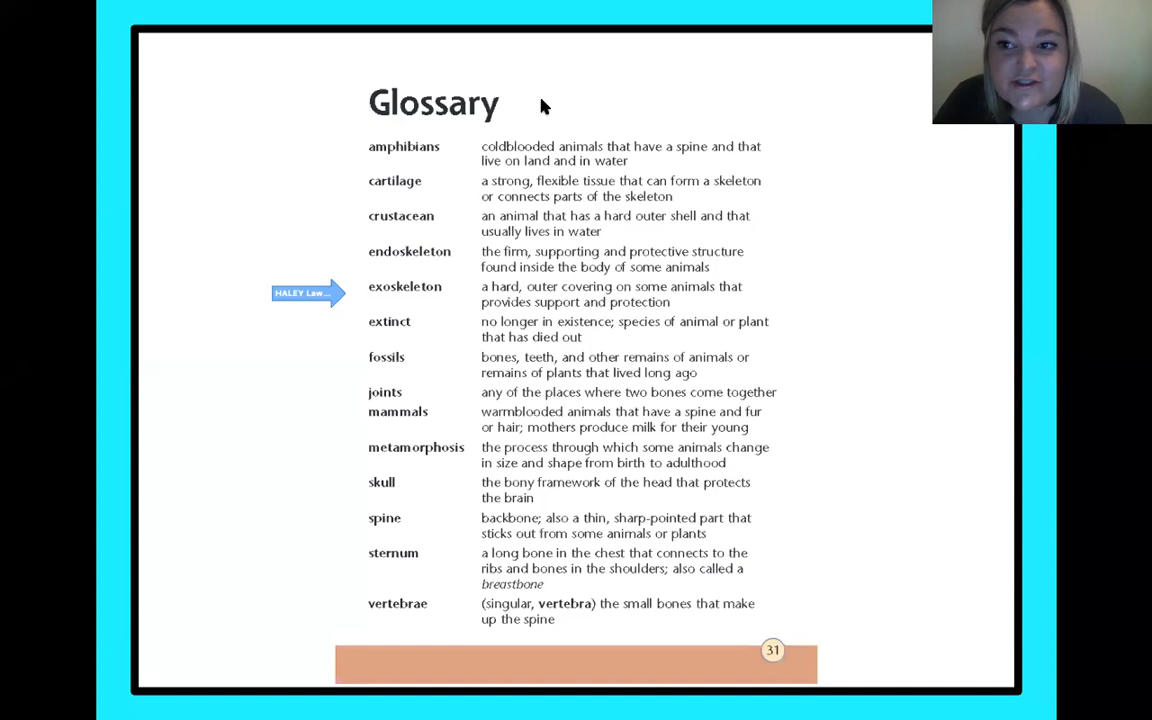 Glossary
amphibians coldblooded animals that have a spine and that
live on land and in water
cartilage a strong, flexible tissue that can form a skeleton
or connects parts of the skeleton
crustacean an animal that has a hard outer shell and that
usually lives in water
endoskeleton the firm, supporting and protective structure
found inside the body of some animals
HALEY Law...
exoskeleton a hard, outer covering on some animals that
provides support and protection
extinct no longer in existence; species of animal or plant
that has died out
fossils bones, teeth, and other remains of animals or
remains of plants that lived long ago
joints any of the places where two bones come together
mammals warmblooded animals that have a spine and fur
or hair; mothers produce milk for their young
metamorphosis the process through which some animals change
in size and shape from birth to adulthood
skull the bony framework of the head that protects
the brain
spine backbone; also a thin, sharp-pointed part that
sticks out from some animals or plants
sternum a long bone in the chest that connects to the
ribs and bones in the shoulders; also called a
breastbone
vertebrae (singular, vertebra) the small bones that make
up the spine
31